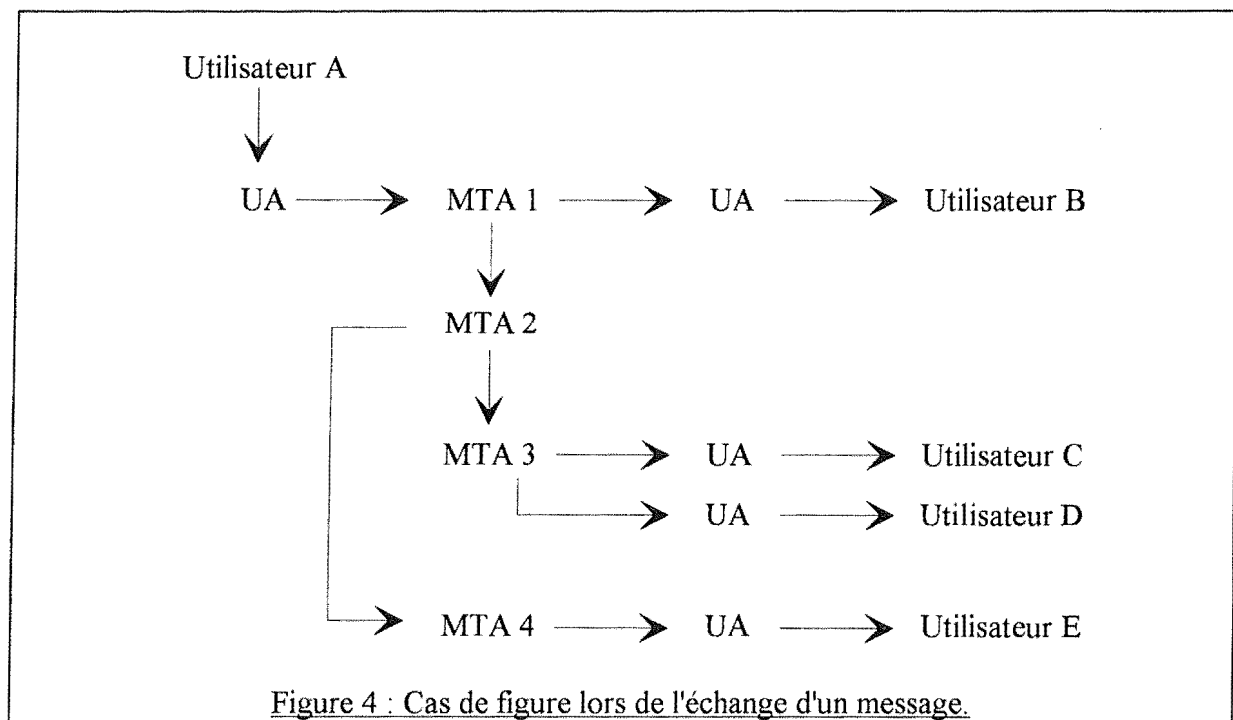 Utilisateur A
UA MTA 1 UA Utilisateur B
MTA 2
MTA 3 UA Utilisateur C
UA Utilisateur D
MTA 4 UA Utilisateur E
Figure 4 : Cas de figure lors de l'échange d'un message.